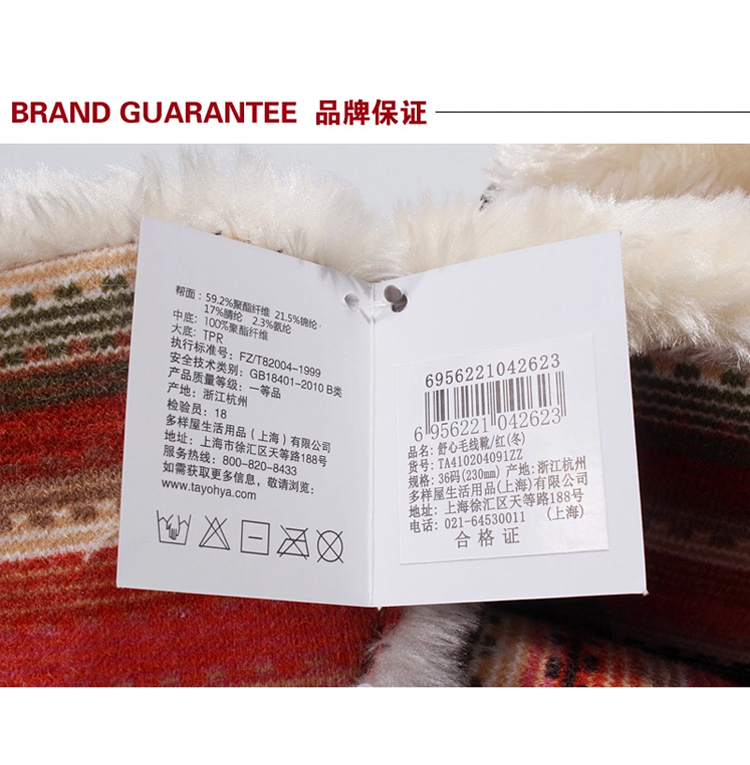 BRAND GUARANTEE 品牌保证
帮面: 59.2%聚酯纤维 21.5%锦纶·
17%腈纶 2.3%氨纶
中底: 100%聚酯纤维
大底: TPR
执行标准号: FZ/T82004-1999
安全技术类别: GB18401-2010 B类
产品质量等级: 一等品
产地: 浙江杭州
检验员: 18
多样屋生活用品(上海)有限公司
地址: 上海市徐汇区天等路188号
服务热线: 800-820-8433
如需获取更多信息, 敬请浏览:
www.tayohya.com
6956221042623
6 956221 042623
品名: 舒心毛线靴/红(冬)
货号: TA410204091ZZ
规格: 36码(230mm) 产地: 浙江杭州
多样屋生活用品(上海)有限公司
地址: 上海徐汇区天等路188号
电话: 021-64530011 (上海)
合格证